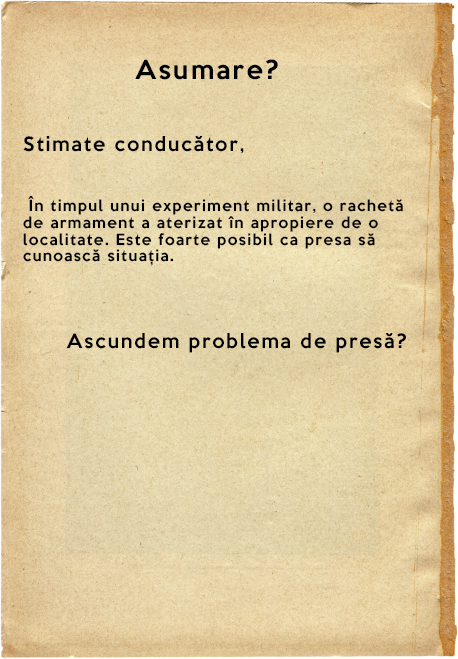 Asumare?
Stimate conducător,
În timpul unui experiment militar, o rachetă
de armament a aterizat în apropiere de o
localitate. Este foarte posibil ca presa să
cunoască situația.
Ascundem problema de presă?